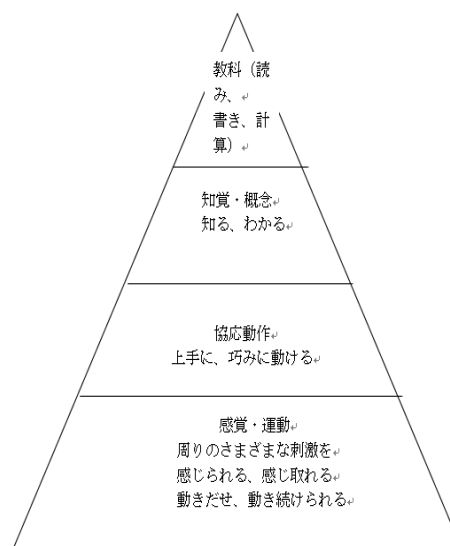 教科（読
み、
書き、計
算）
知覚・概念
知る、わかる
協応動作
上手に、巧みに動ける
感覚・運動
周りのさまざまな刺激を
感じられる、感じ取れる
動きだせ、動き続けられる